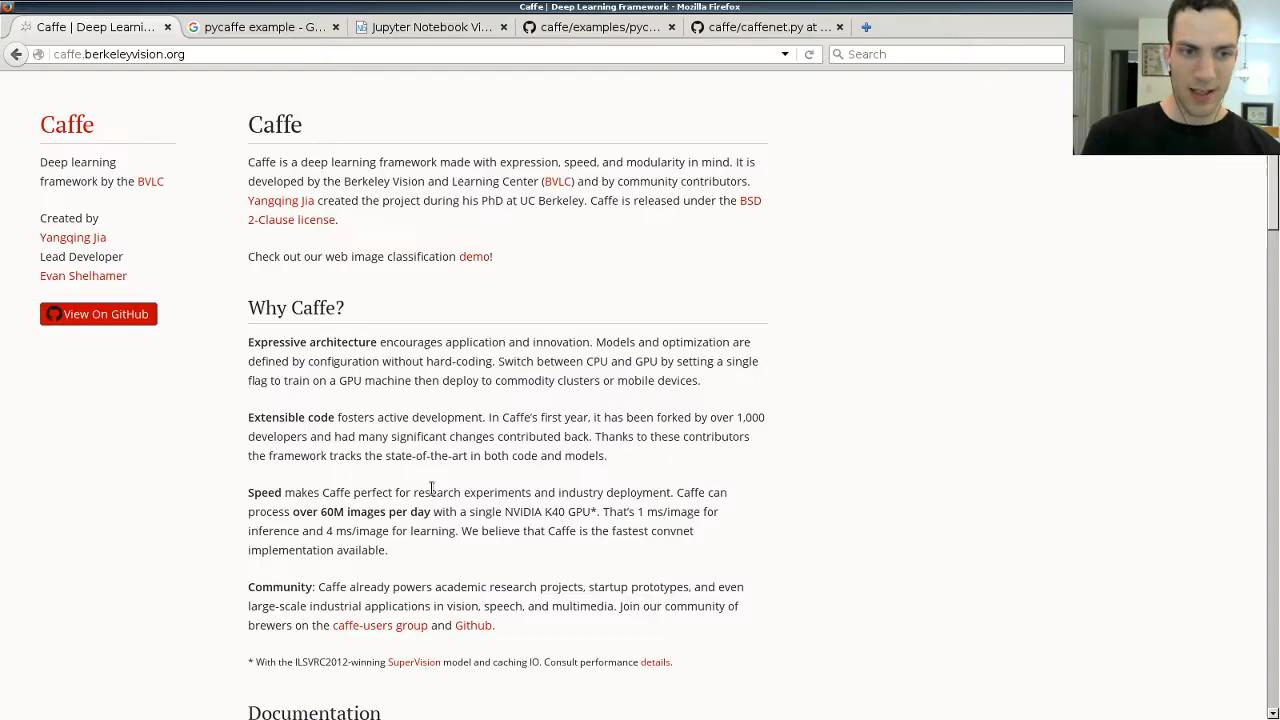 Caffe | Deep Learning Framework - Mozilla Firefox
Caffe | Deep Learni...
pycaffe example - G...
Jupyter Notebook Vi...
caffe/examples/pyc...
caffe/caffenet.py at ...
caffe.berkeleyvision.org
Search
Caffe
Deep learning
framework by the BVLC
Created by
Yangqing Jia
Lead Developer
Evan Shelhamer
View On GitHub
Caffe
Caffe is a deep learning framework made with expression, speed, and modularity in mind. It is
developed by the Berkeley Vision and Learning Center (BVLC) and by community contributors.
Yangqing Jia created the project during his PhD at UC Berkeley. Caffe is released under the BSD
2-Clause license.
Check out our web image classification demo!
Why Caffe?
Expressive architecture encourages application and innovation. Models and optimization are
defined by configuration without hard-coding. Switch between CPU and GPU by setting a single
flag to train on a GPU machine then deploy to commodity clusters or mobile devices.
Extensible code fosters active development. In Caffe's first year, it has been forked by over 1,000
developers and had many significant changes contributed back. Thanks to these contributors
the framework tracks the state-of-the-art in both code and models.
Speed makes Caffe perfect for research experiments and industry deployment. Caffe can
process over 60M images per day with a single NVIDIA K40 GPU*. That's 1 ms/image for
inference and 4 ms/image for learning. We believe that Caffe is the fastest convnet
implementation available.
Community: Caffe already powers academic research projects, startup prototypes, and even
large-scale industrial applications in vision, speech, and multimedia. Join our community of
brewers on the caffe-users group and Github.
* With the ILSVRC2012-winning SuperVision model and caching IO. Consult performance details.
Documentation